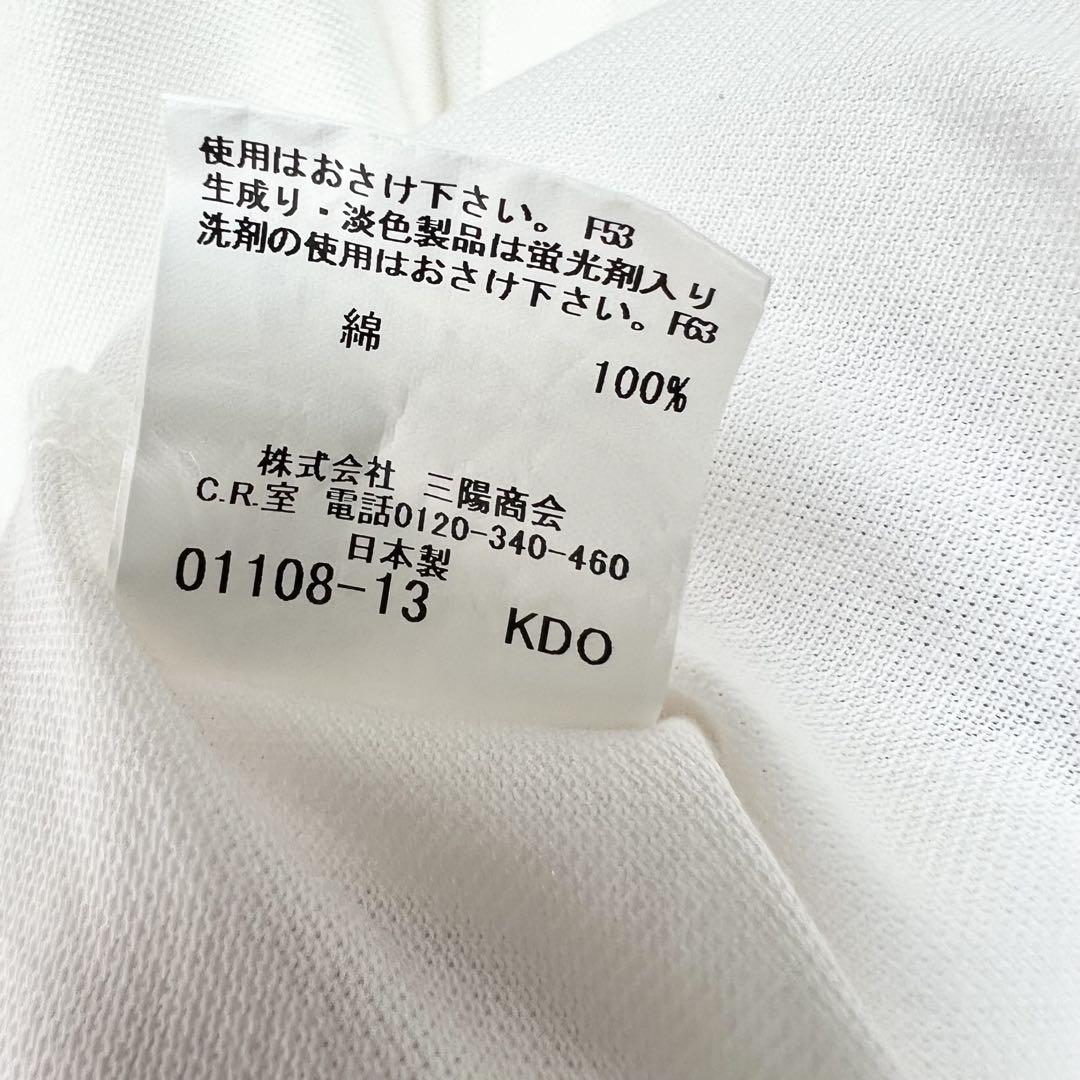 使用はおさけ下さい。 F53
生成り・淡色製品は蛍光剤入り
洗剤の使用はおさけ下さい。F63
綿 100%
株式会社 三陽商会
C.R.室 電話0120-340-460
日本製
01108-13 KDO